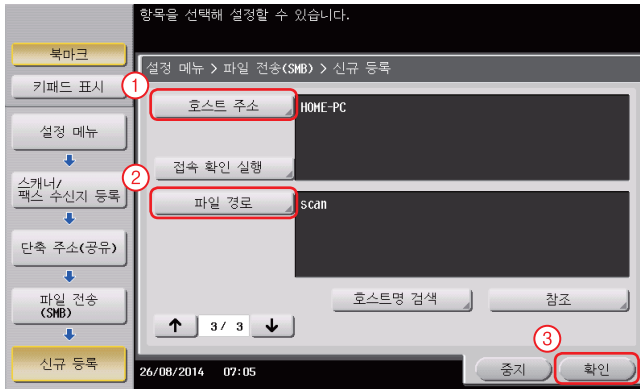 항목을 선택해 설정할 수 있습니다.
북마크
키패드 표시
설정 메뉴
스캐너/
팩스 수신지 등록
단축 주소(공유)
파일 전송
(SMB)
신규 등록
설정 메뉴 > 파일 전송(SMB) > 신규 등록
1
호스트 주소
HOME-PC
접속 확인 실행
2
파일 경로
scan
호스트명 검색
참조
↑ 3/ 3 ↓
3
26/08/2014 07:05
중지
확인